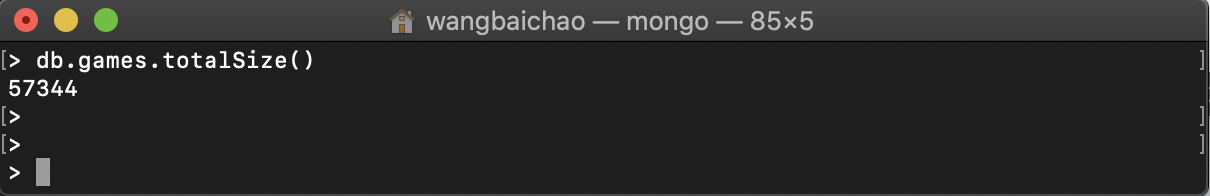 wangbaichao — mongo — 85×5
[> db.games.totalSize() ]
57344
[> ]
[> ]
>